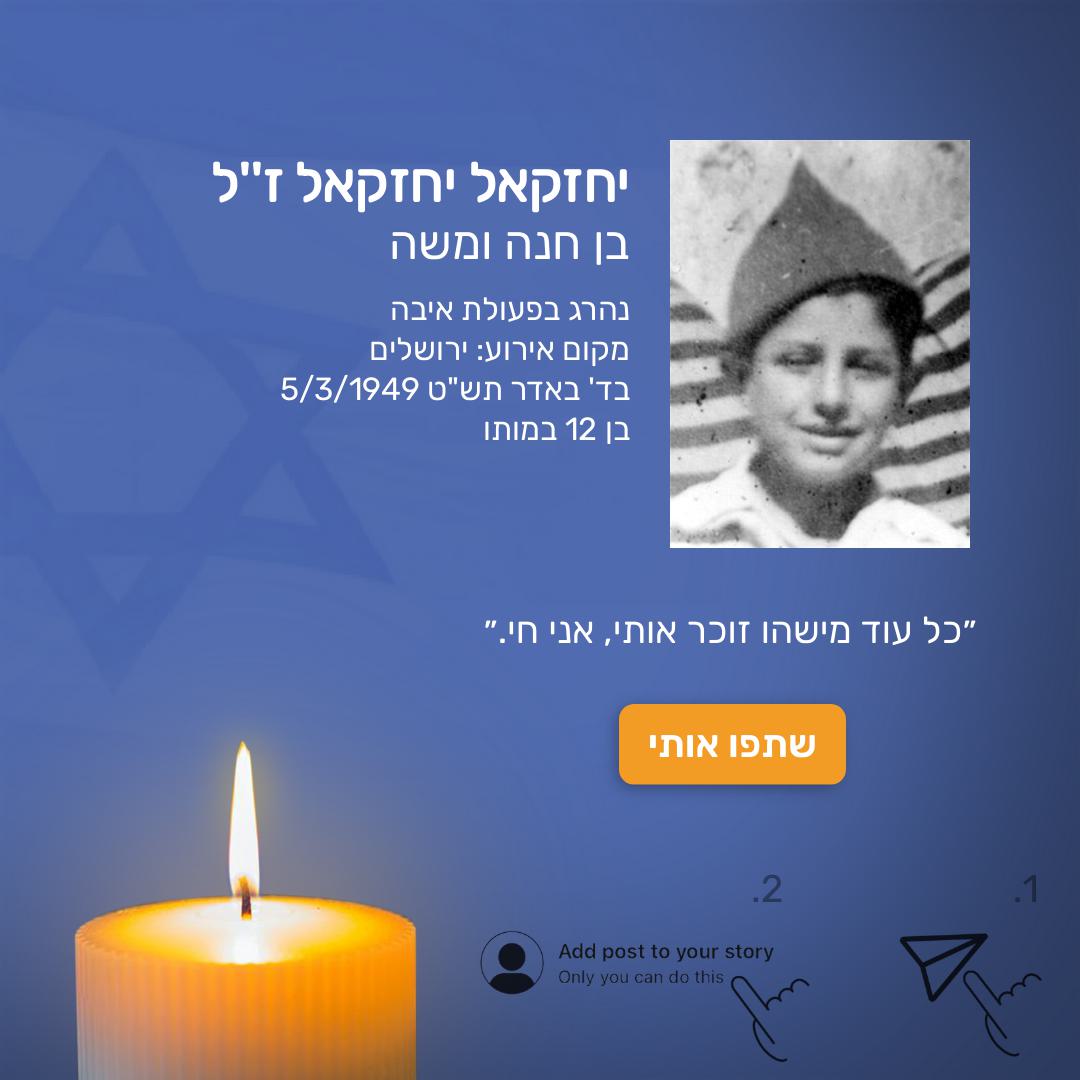 יחזקאל יחזקאל ז"ל
בן חנה ומשה
נהרג בפעולת איבה
מקום אירוע: ירושלים
בד' באדר תש"ט 5/3/1949
בן 12 במותו
״כל עוד מישהו זוכר אותי, אני חי.״
שתפו אותי
1.
2.
Add post to your story
Only you can do this